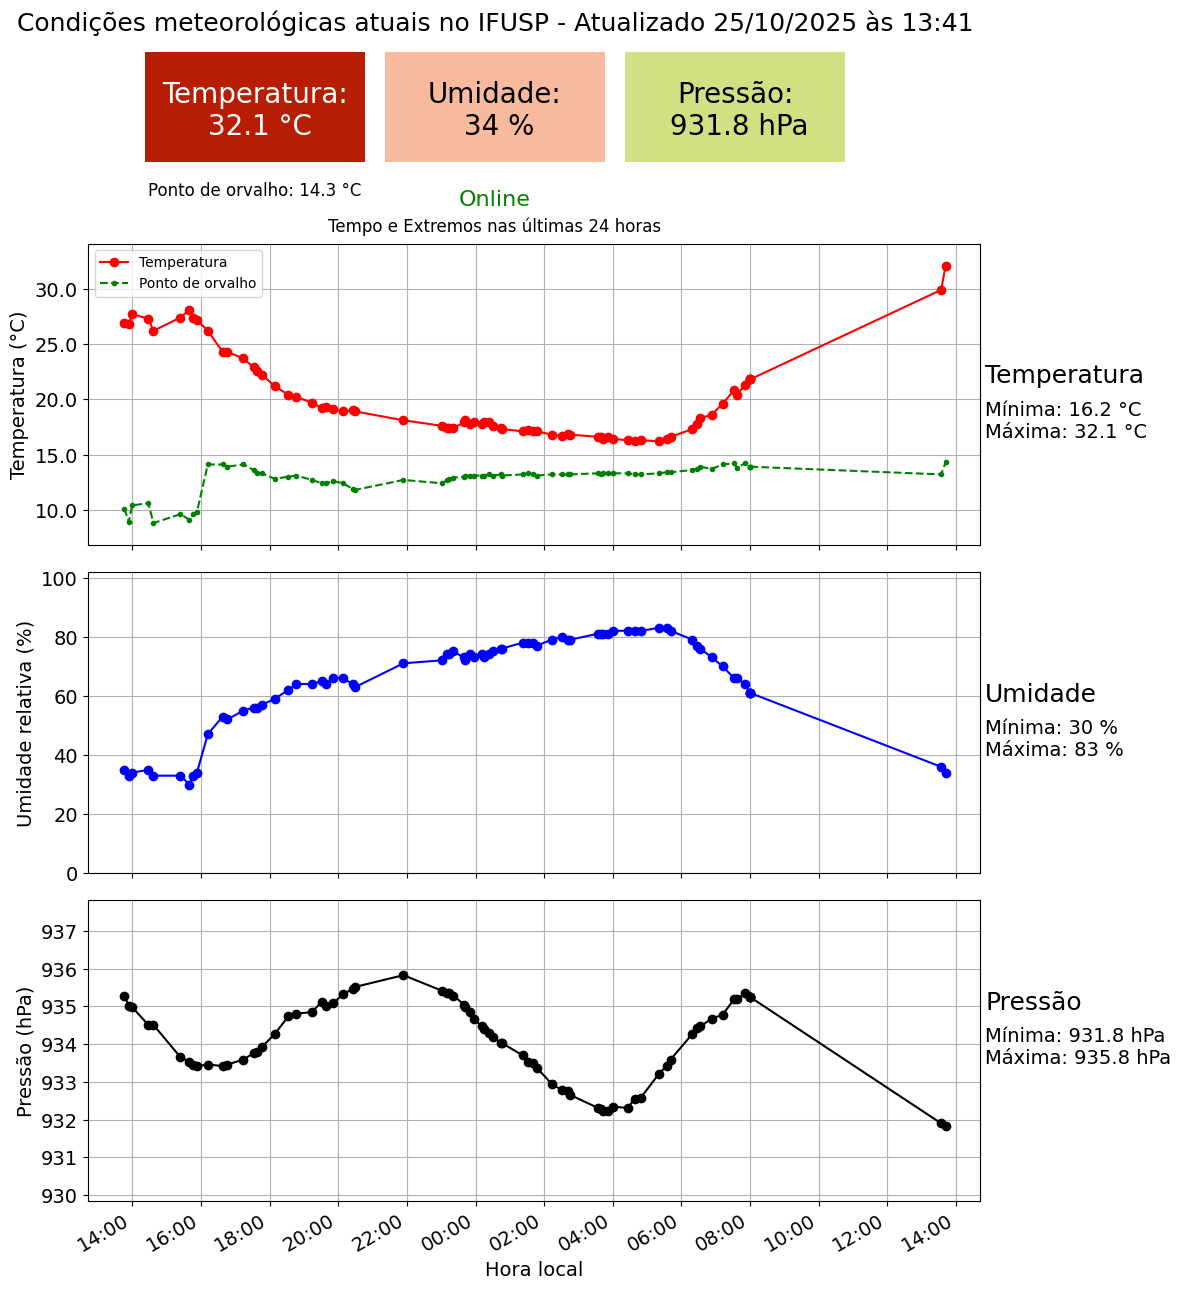 Condições meteorológicas atuais no IFUSP - Atualizado 25/10/2025 às 13:41
Temperatura:
32.1 °C
Umidade:
34 %
Pressão:
931.8 hPa
Ponto de orvalho: 14.3 °C
Online
Tempo e Extremos nas últimas 24 horas
Temperatura
Ponto de orvalho
Temperatura (°C)
30.0
25.0
20.0
15.0
10.0
Temperatura
Mínima: 16.2 °C
Máxima: 32.1 °C
Umidade relativa (%)
100
80
60
40
20
0
Umidade
Mínima: 30 %
Máxima: 83 %
Pressão (hPa)
937
936
935
934
933
932
931
930
Pressão
Mínima: 931.8 hPa
Máxima: 935.8 hPa
14:00
16:00
18:00
20:00
22:00
00:00
02:00
04:00
06:00
08:00
10:00
12:00
14:00
Hora local